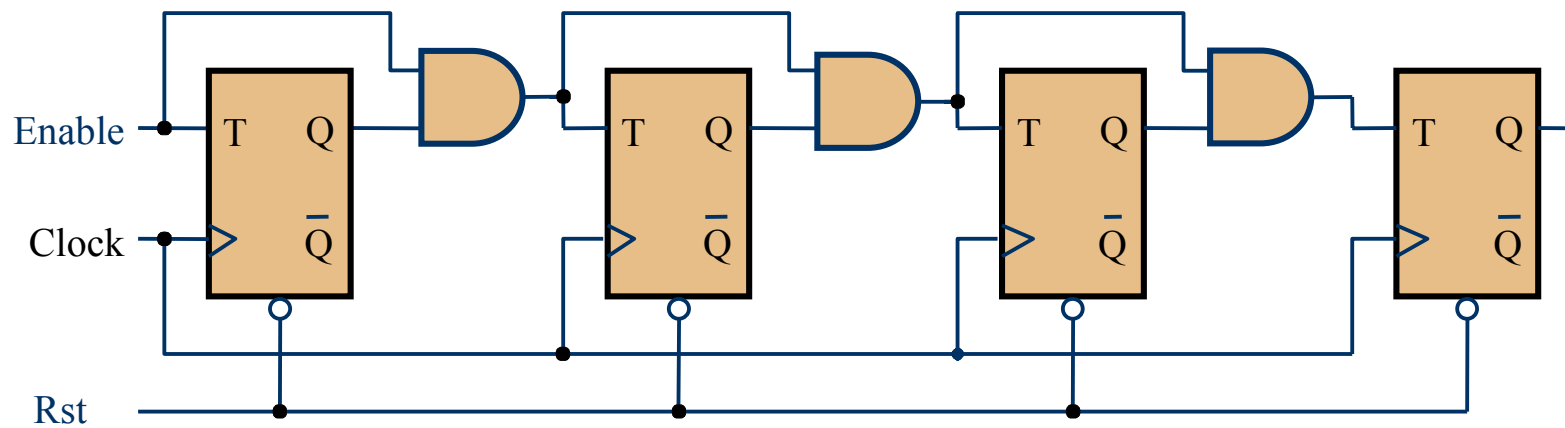 Enable T Q T Q T Q T Q
Clock Q̅ Q̅ Q̅ Q̅
Rst